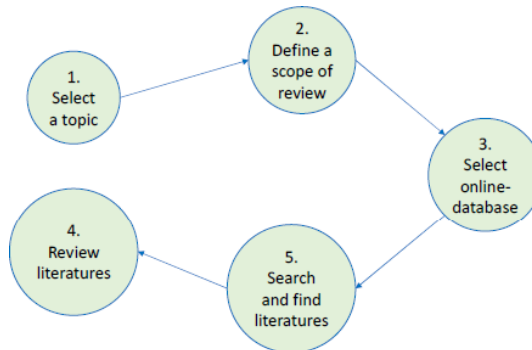 1.
Select
a topic
2.
Define a
scope of
review
3.
Select
online-
database
4.
Review
literatures
5.
Search
and find
literatures